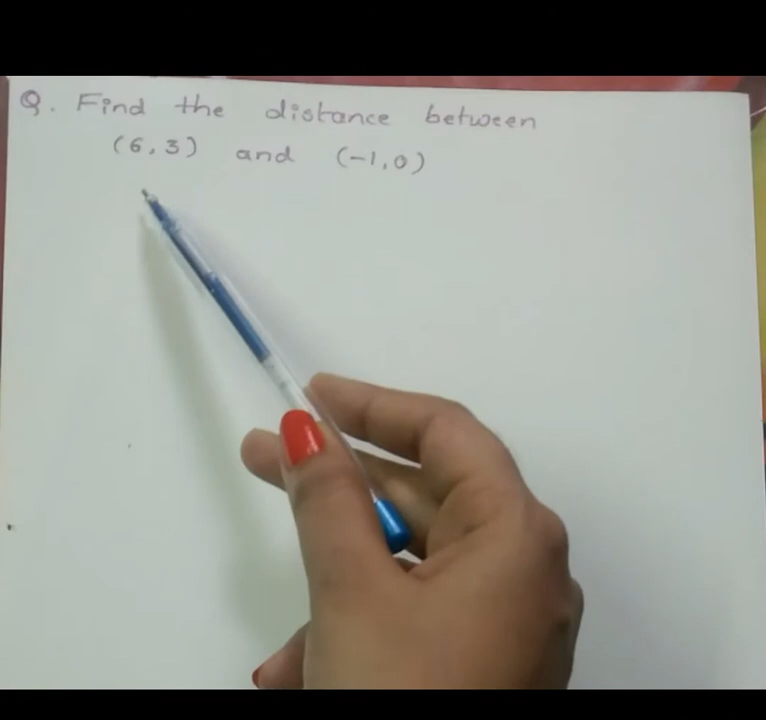 Q. Find the distance between
(6,3) and (-1,0)